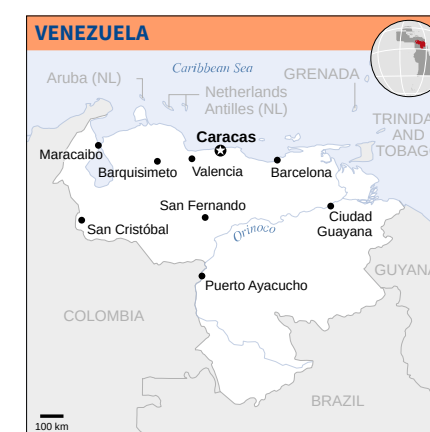 VENEZUELA
Caribbean Sea
Aruba (NL)
GRENADA
Netherlands
Antilles (NL)
TRINIDA
AND
TOBAG
Caracas
Maracaibo
Barquisimeto
Valencia
Barcelona
San Fernando
Ciudad
Guayana
San Cristóbal
Orinoco
GUYANA
Puerto Ayacucho
COLOMBIA
BRAZIL
100 km